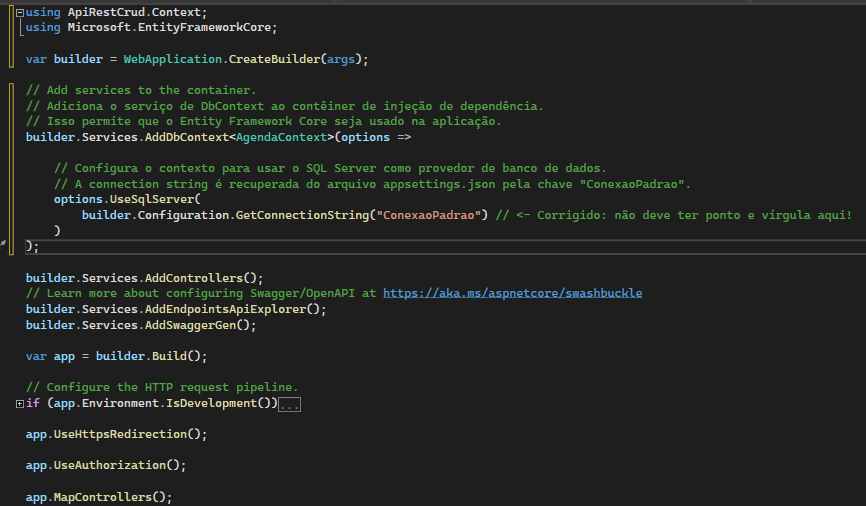 using ApiRestCrud.Context;
using Microsoft.EntityFrameworkCore;
var builder = WebApplication.CreateBuilder(args);
// Add services to the container.
// Adiciona o serviço de DbContext ao contêiner de injeção de dependência.
// Isso permite que o Entity Framework Core seja usado na aplicação.
builder.Services.AddDbContext<AgendaContext>(options =>
// Configura o contexto para usar o SQL Server como provedor de banco de dados.
// A connection string é recuperada do arquivo appsettings.json pela chave "ConexaoPadrao".
options.UseSqlServer(
builder.Configuration.GetConnectionString("ConexaoPadrao") // <- Corrigido: não deve ter ponto e vírgula aqui!
)
);
builder.Services.AddControllers();
// Learn more about configuring Swagger/OpenAPI at https://aka.ms/aspnetcore/swashbuckle
builder.Services.AddEndpointsApiExplorer();
builder.Services.AddSwaggerGen();
var app = builder.Build();
// Configure the HTTP request pipeline.
if (app.Environment.IsDevelopment())...
app.UseHttpsRedirection();
app.UseAuthorization();
app.MapControllers();